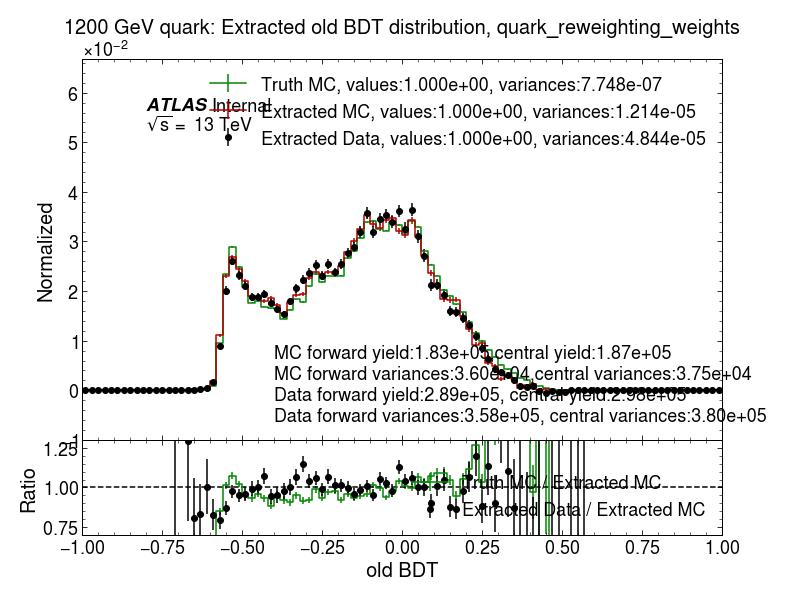 1200 GeV quark: Extracted old BDT distribution, quark_reweighting_weights
×10⁻²
Truth MC, values:1.000e+00, variances:7.748e-07
ATLAS Internal
Extracted MC, values:1.000e+00, variances:1.214e-05
√s = 13 TeV
Extracted Data, values:1.000e+00, variances:4.844e-05
6
5
4
3
2
1
0
Normalized
MC forward yield:1.83e+05, central yield:1.87e+05
MC forward variances:3.60e+04, central variances:3.75e+04
Data forward yield:2.89e+05, central yield:2.98e+05
Data forward variances:3.58e+05, central variances:3.80e+05
1.25
1.00
0.75
Ratio
Truth MC / Extracted MC
Extracted Data / Extracted MC
−1.00 −0.75 −0.50 −0.25 0.00 0.25 0.50 0.75 1.00
old BDT